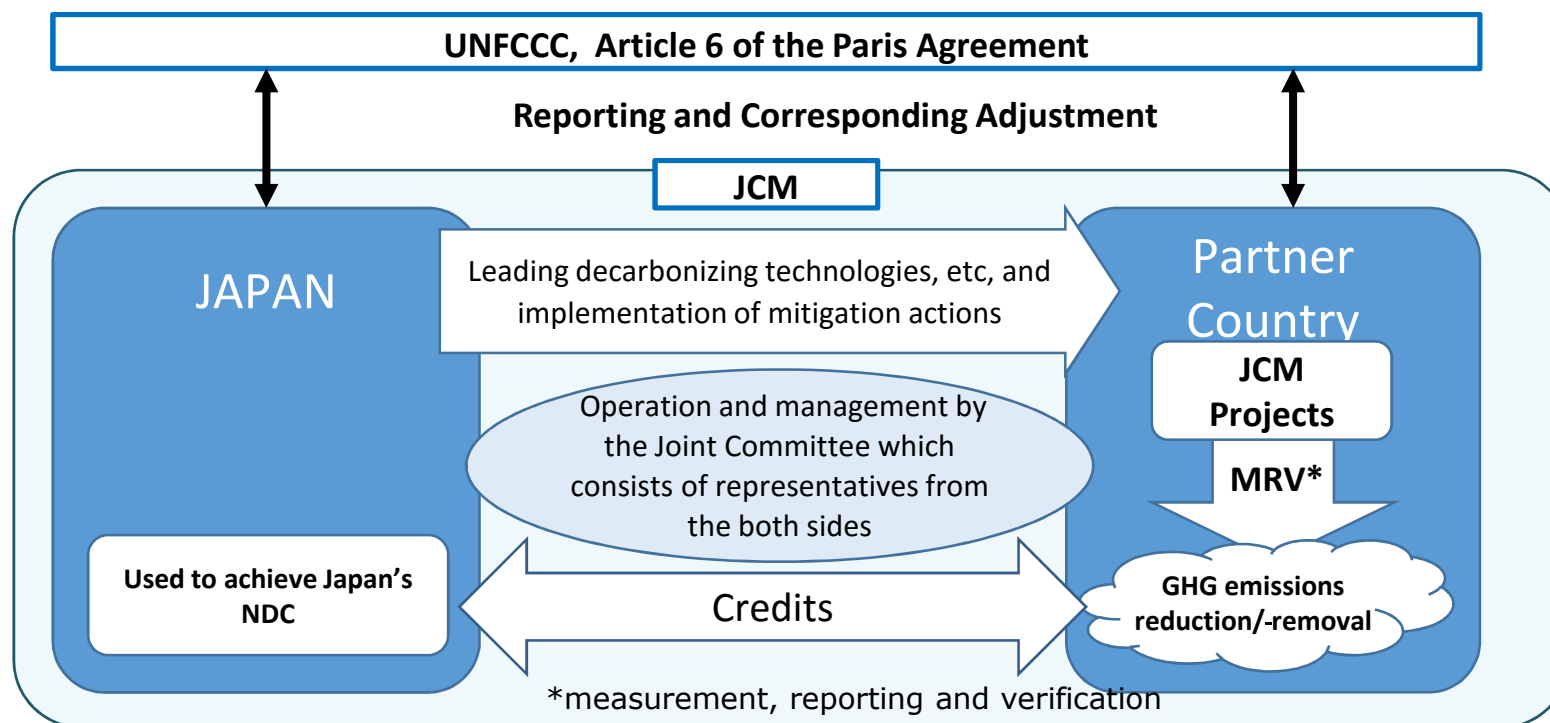 UNFCCC, Article 6 of the Paris Agreement
Reporting and Corresponding Adjustment
JCM
JAPAN
Leading decarbonizing technologies, etc, and
implementation of mitigation actions
Partner
Country
JCM
Projects
Operation and management by
the Joint Committee which
consists of representatives from
the both sides
MRV*
Used to achieve Japan’s
NDC
Credits
GHG emissions
reduction/-removal
*measurement, reporting and verification